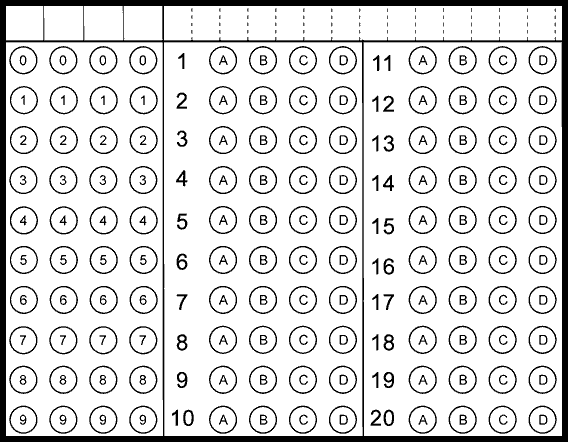 0 0 0 0 1 A B C D 11 A B C D
1 1 1 1 2 A B C D 12 A B C D
2 2 2 2 3 A B C D 13 A B C D
3 3 3 3 4 A B C D 14 A B C D
4 4 4 4 5 A B C D 15 A B C D
5 5 5 5 6 A B C D 16 A B C D
6 6 6 6 7 A B C D 17 A B C D
7 7 7 7 8 A B C D 18 A B C D
8 8 8 8 9 A B C D 19 A B C D
9 9 9 9 10 A B C D 20 A B C D